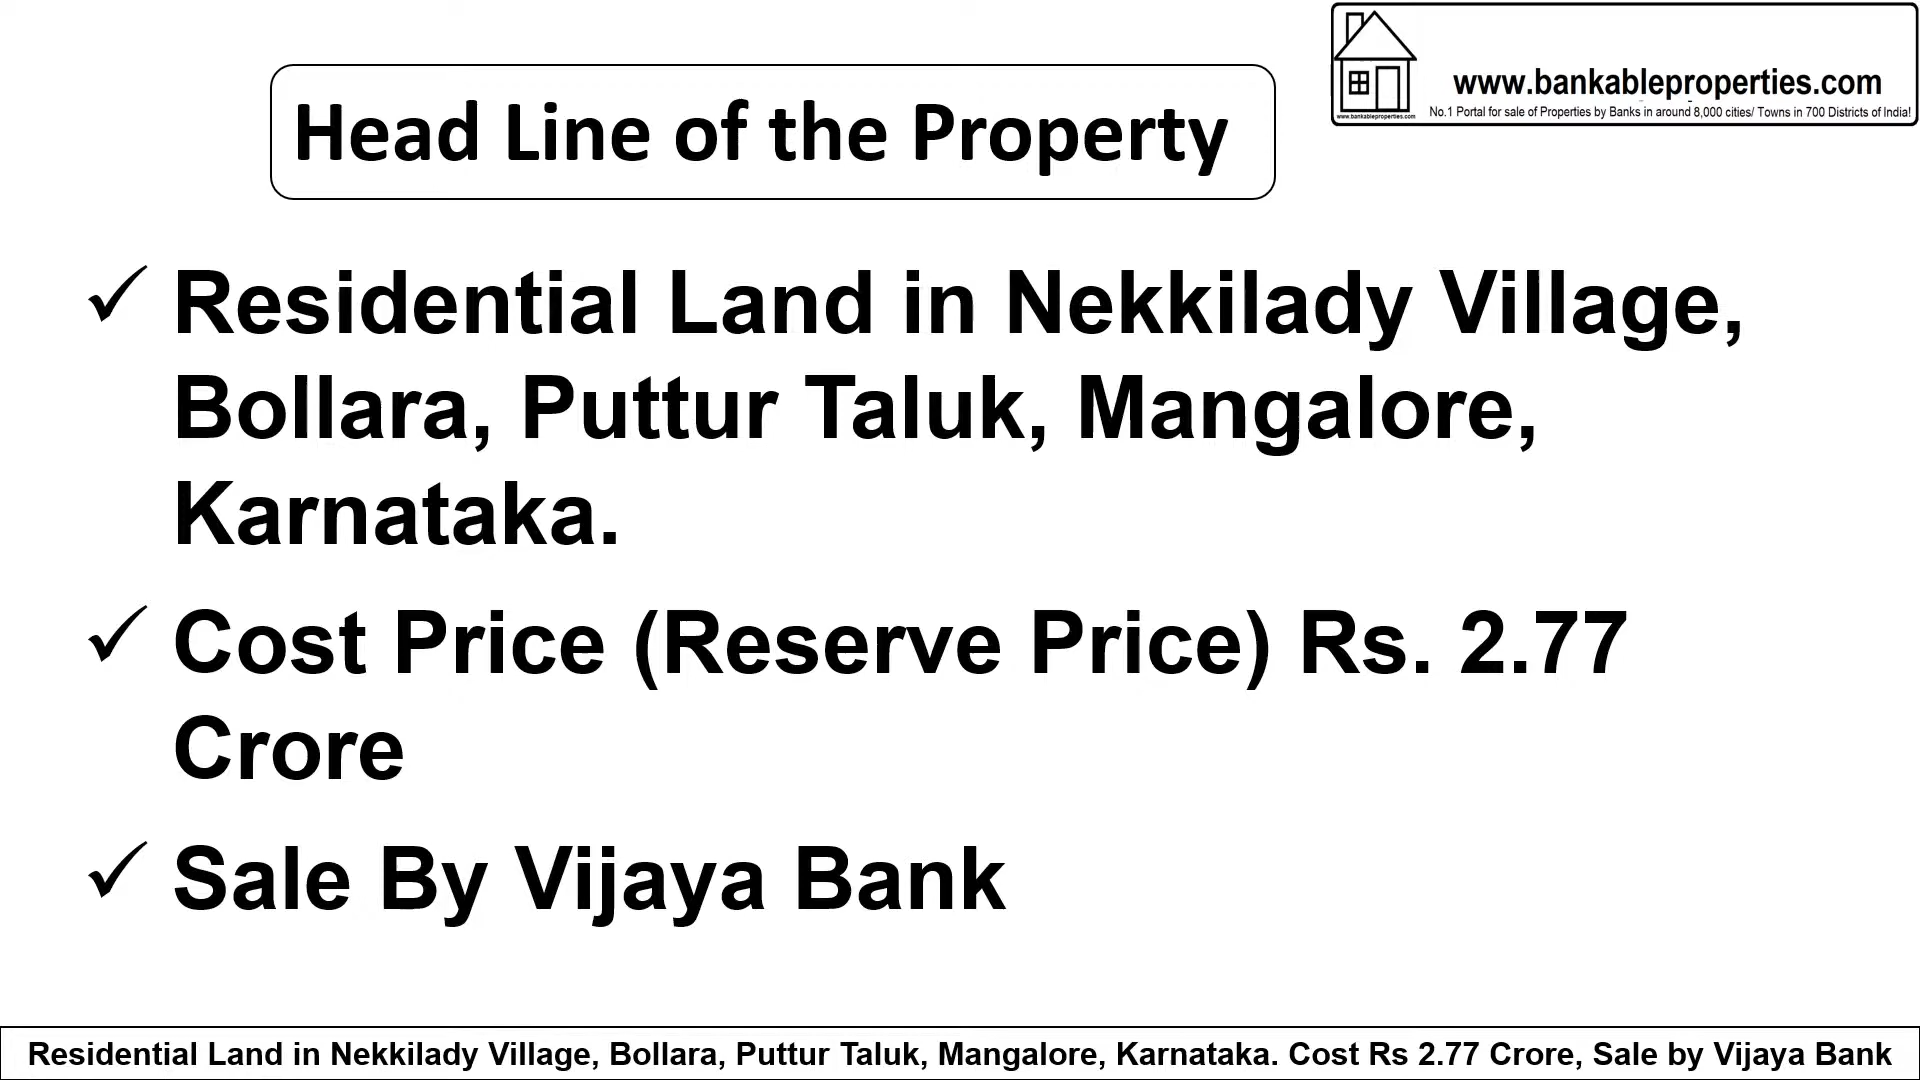 www.bankableproperties.com
No.1 Portal for sale of Properties by Banks in around 8,000 cities/ Towns in 700 Districts of India!
www.bankableproperties.com
Head Line of the Property
✓ Residential Land in Nekkilady Village,
Bollara, Puttur Taluk, Mangalore,
Karnataka.
✓ Cost Price (Reserve Price) Rs. 2.77
Crore
✓ Sale By Vijaya Bank
Residential Land in Nekkilady Village, Bollara, Puttur Taluk, Mangalore, Karnataka. Cost Rs 2.77 Crore, Sale by Vijaya Bank